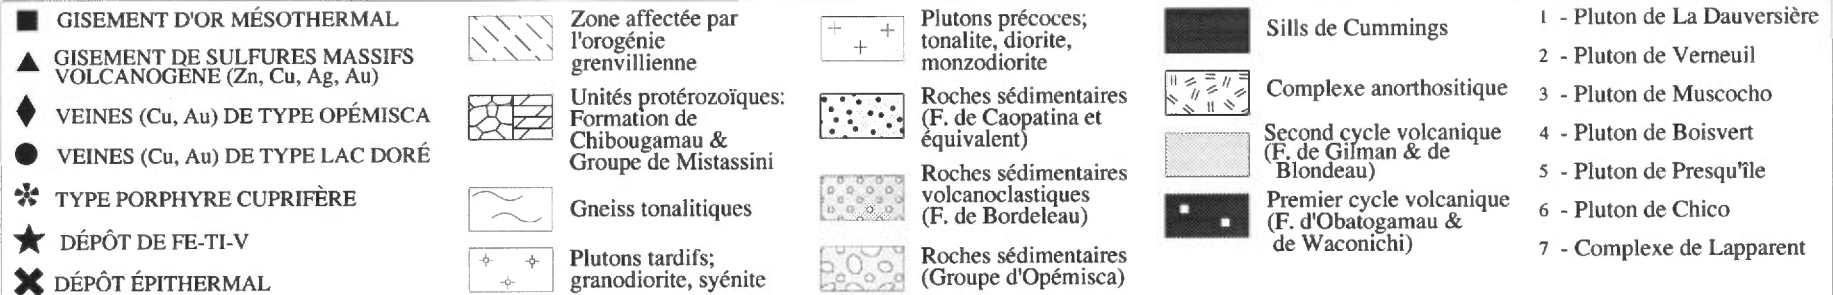 GISEMENT D'OR MÉSOTHERMAL
GISEMENT DE SULFURES MASSIFS
VOLCANOGÈNE (Zn, Cu, Ag, Au)
VEINES (Cu, Au) DE TYPE OPÉMISCA
VEINES (Cu, Au) DE TYPE LAC DORÉ
TYPE PORPHYRE CUPRIFÈRE
DÉPÔT DE FE-TI-V
DÉPÔT ÉPITHERMAL
Zone affectée par
l'orogénie
grenvillienne
Unités protérozoïques:
Formation de
Chibougamau &
Groupe de Mistassini
Gneiss tonalitiques
Plutons tardifs;
granodiorite, syénite
Plutons précoces;
tonalite, diorite,
monzodiorite
Roches sédimentaires
(F. de Caopatina et
équivalent)
Roches sédimentaires
volcanoclastiques
(F. de Bordeleau)
Roches sédimentaires
(Groupe d'Opémisca)
Sills de Cummings
Complexe anorthositique
Second cycle volcanique
(F. de Gilman & de
Blondeau)
Premier cycle volcanique
(F. d'Obatogamau &
de Waconichi)
1 - Pluton de La Dauversière
2 - Pluton de Verneuil
3 - Pluton de Muscocho
4 - Pluton de Boisvert
5 - Pluton de Presqu'île
6 - Pluton de Chico
7 - Complexe de Lapparent